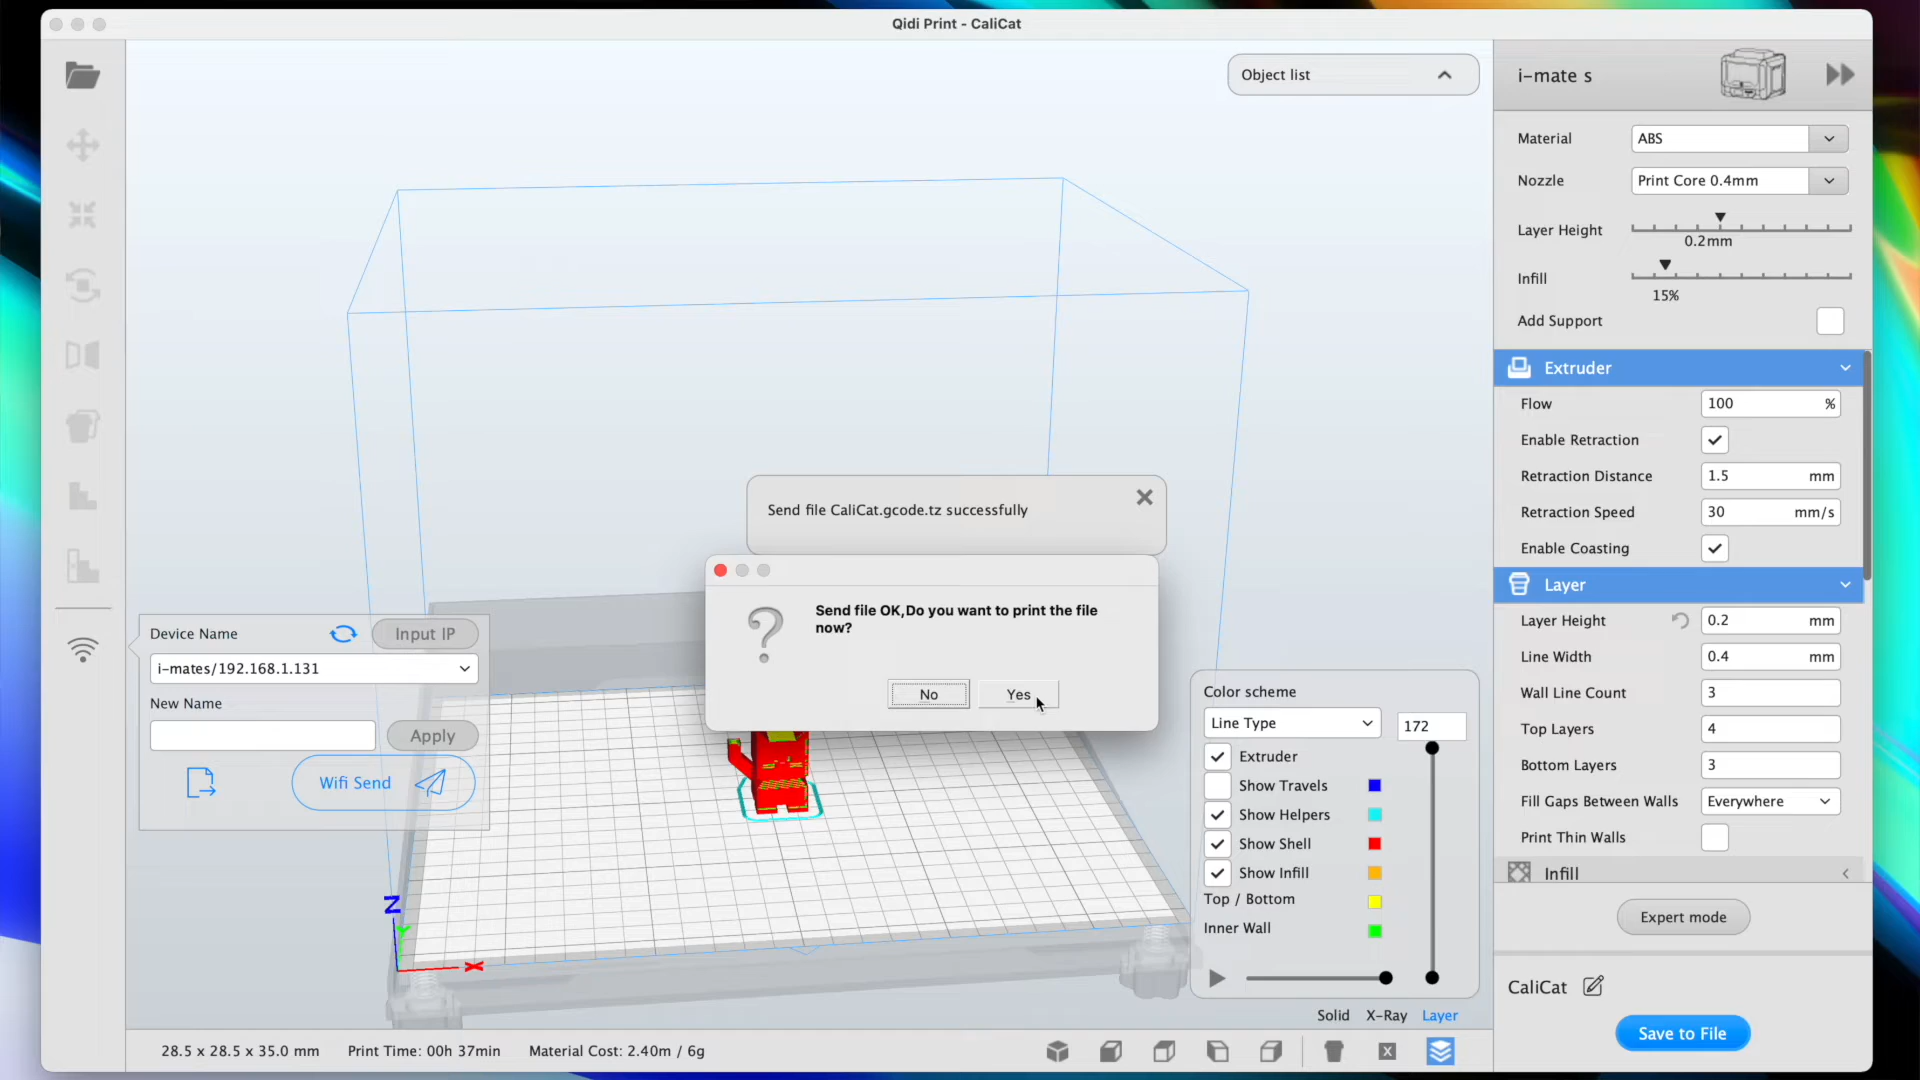 Qidi Print - CaliCat
Object list
i-mate s
Material
ABS
Nozzle
Print Core 0.4mm
Layer Height
0.2mm
Infill
15%
Add Support
Extruder
Flow
100 %
Enable Retraction
Retraction Distance
1.5 mm
Retraction Speed
30 mm/s
Enable Coasting
Layer
Layer Height
0.2 mm
Line Width
0.4 mm
Wall Line Count
3
Top Layers
4
Bottom Layers
3
Fill Gaps Between Walls
Everywhere
Print Thin Walls
Infill
Expert mode
CaliCat
Save to File
Send file CaliCat.gcode.tz successfully
Send file OK,Do you want to print the file
now?
No
Yes
Device Name
Input IP
i-mates/192.168.1.131
New Name
Apply
Wifi Send
Color scheme
Line Type
172
Extruder
Show Travels
Show Helpers
Show Shell
Show Infill
Top / Bottom
Inner Wall
Solid X-Ray Layer
Z
Y
X
28.5 x 28.5 x 35.0 mm Print Time: 00h 37min Material Cost: 2.40m / 6g